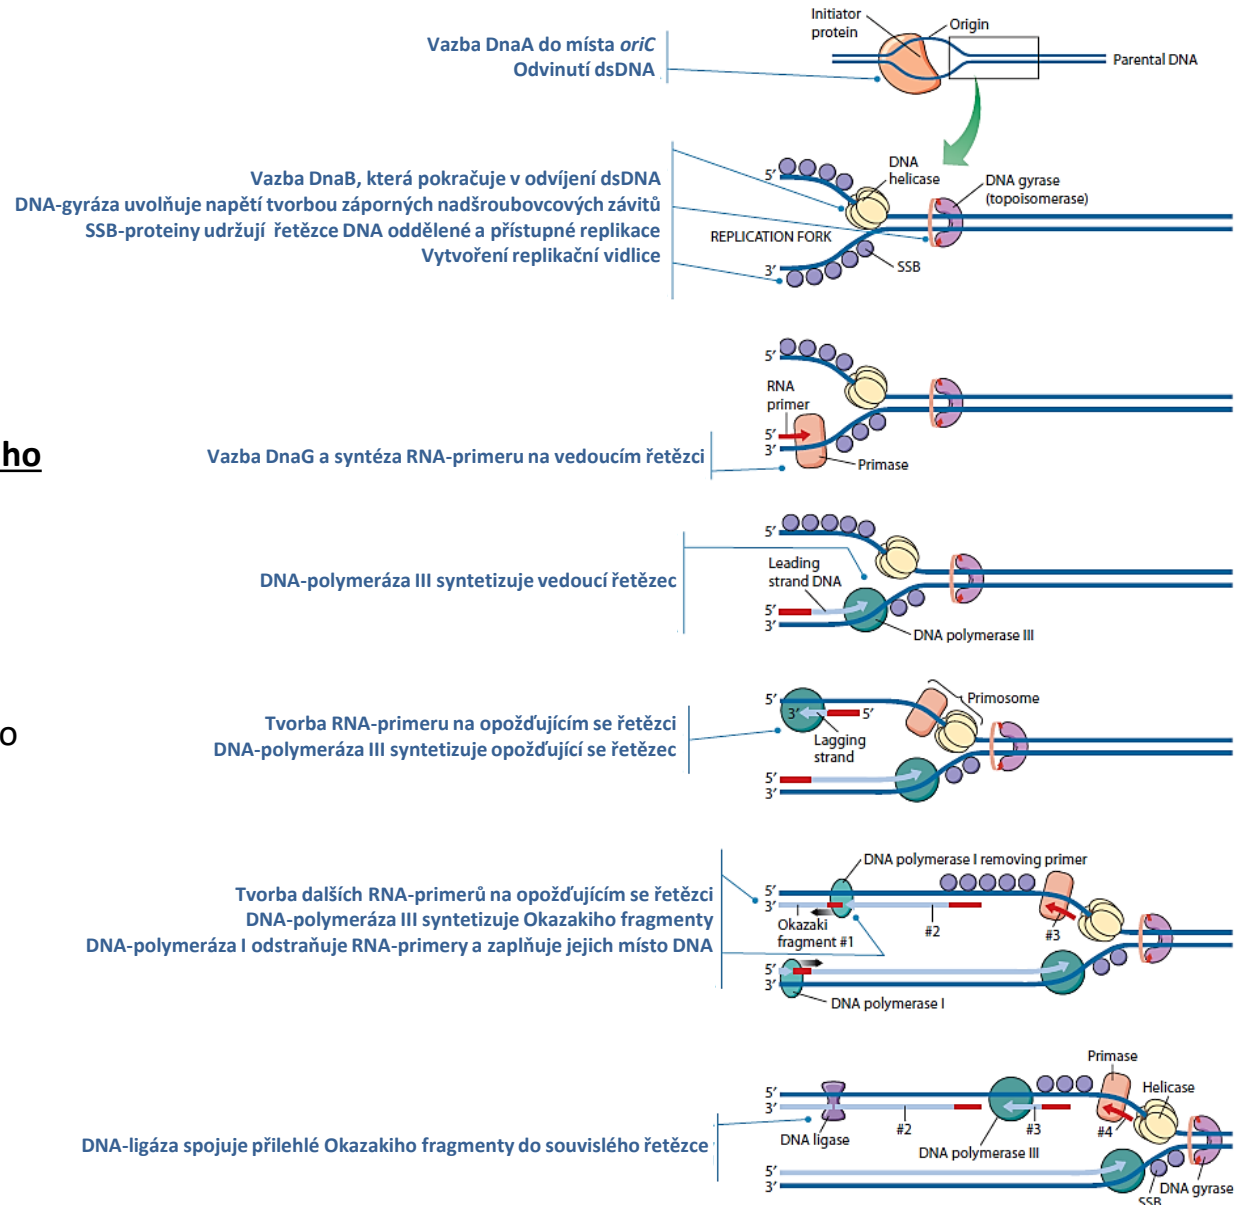 Initiator
protein
Origin
Parental DNA
Vazba DnaA do místa oriC
Odvinutí dsDNA
Vazba DnaB, která pokračuje v odvíjení dsDNA
DNA-gyráza uvolňuje napětí tvorbou záporných nadšroubovcových závitů
SSB-proteiny udržují řetězce DNA oddělené a přístupné replikace
Vytvoření replikační vidlice
5′
DNA
helicase
DNA gyrase
(topoisomerase)
REPLICATION FORK
3′
SSB
ho
Vazba DnaG a syntéza RNA-primeru na vedoucím řetězci
5′
RNA
primer
5′
3′
Primase
DNA-polymeráza III syntetizuje vedoucí řetězec
5′
Leading
strand DNA
5′
3′
DNA polymerase III
o
Tvorba RNA-primeru na opožďujícím se řetězci
DNA-polymeráza III syntetizuje opožďující se řetězec
5′
3′
5′
Primosome
Lagging
strand
5′
3′
Tvorba dalších RNA-primerů na opožďujícím se řetězci
DNA-polymeráza III syntetizuje Okazakiho fragmenty
DNA-polymeráza I odstraňuje RNA-primery a zaplňuje jejich místo DNA
DNA polymerase I removing primer
5′
3′
Okazaki
fragment #1
#2
#3
5′
3′
DNA polymerase I
DNA-ligáza spojuje přilehlé Okazakiho fragmenty do souvislého řetězce
Primase
5′
3′
Helicase
DNA ligase
#2
#3
#4
DNA polymerase III
5′
3′
SSB
DNA gyrase